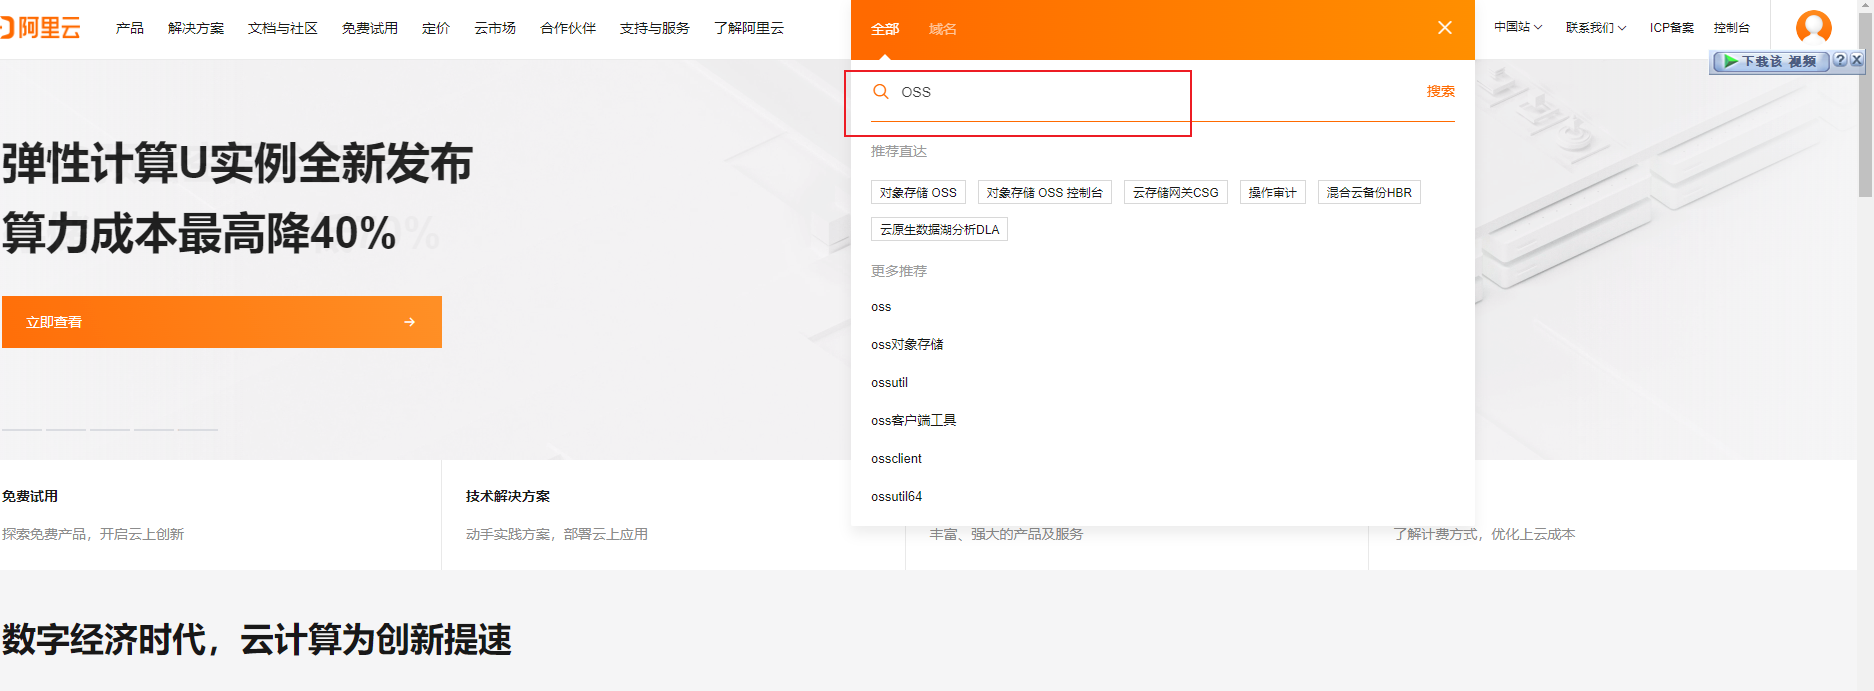 阿里云
产品 解决方案 文档与社区 免费试用 定价 云市场 合作伙伴 支持与服务 了解阿里云
全部 域名
中国站 联系我们 ICP备案 控制台
下载该 视频 ? X
OSS 搜索
推荐直达
对象存储 OSS 对象存储 OSS 控制台 云存储网关CSG 操作审计 混合云备份HBR
云原生数据湖分析DLA
更多推荐
oss
oss对象存储
ossutil
oss客户端工具
ossclient
ossutil64
弹性计算U实例全新发布
算力成本最高降40%
立即查看
免费试用
探索免费产品，开启云上创新
技术解决方案
动手实践方案，部署云上应用
丰富、强大的产品及服务
了解计费方式，优化上云成本
数字经济时代，云计算为创新提速